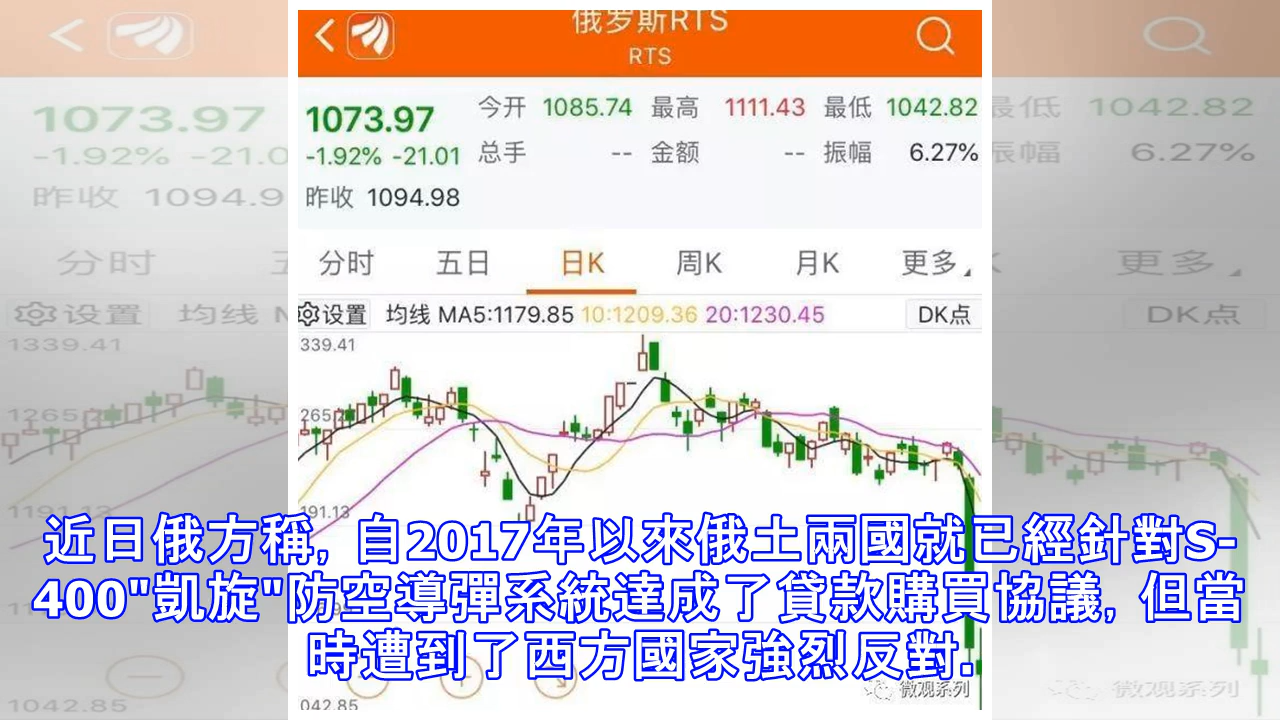 俄罗斯RTS
RTS
1073.97
今开 1085.74 最高 1111.43 最低 1042.82
-1.92% -21.01 总手 -- 金额 -- 振幅 6.27%
昨收 1094.98
分时 五日 日K 周K 月K 更多
设置 均线 MA5:1179.85 10:1209.36 20:1230.45 DK点
339.41
265.2
191.13
近日俄方稱, 自2017年以來俄土兩國就已經針對S-
400"凱旋"防空導彈系統達成了貸款購買協議, 但當
時遭到了西方國家強烈反對.
微观系列
042.85